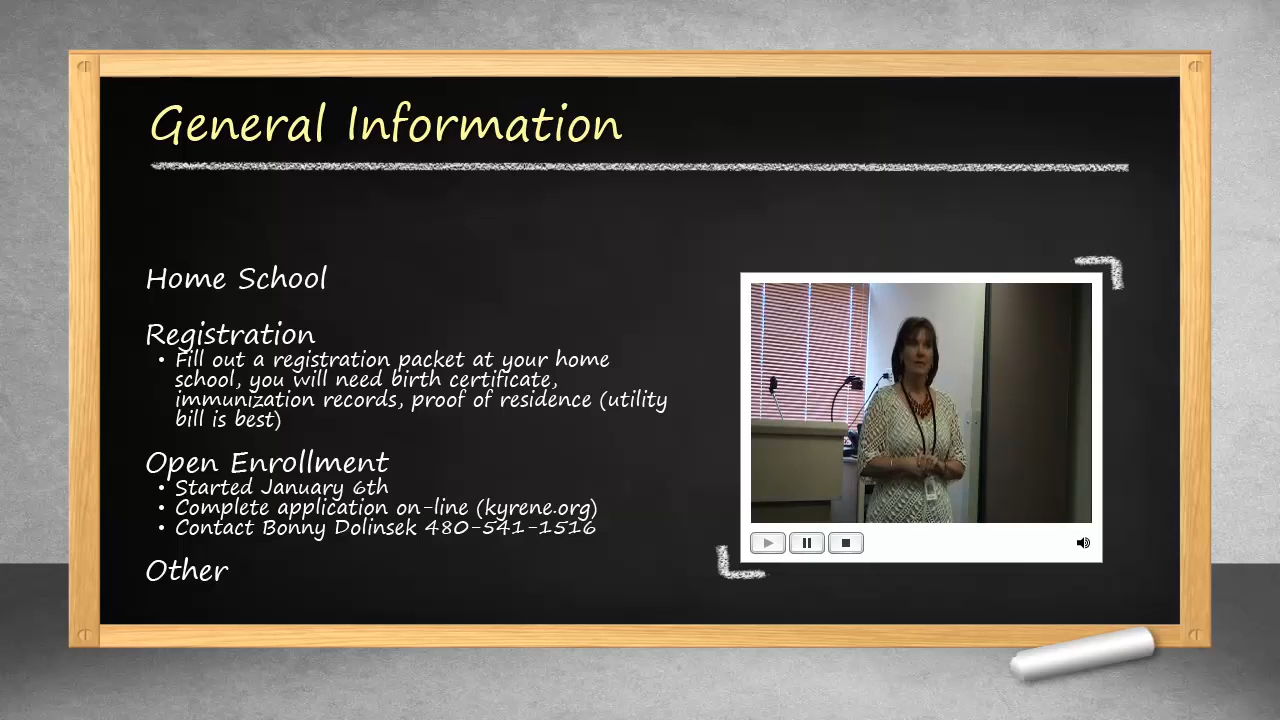 General Information
Home School
Registration
• Fill out a registration packet at your home
school, you will need birth certificate,
immunization records, proof of residence (utility
bill is best)
Open Enrollment
• Started January 6th
• Complete application on-line (kyrene.org)
• Contact Bonny Dolinsek 480-541-1516
Other